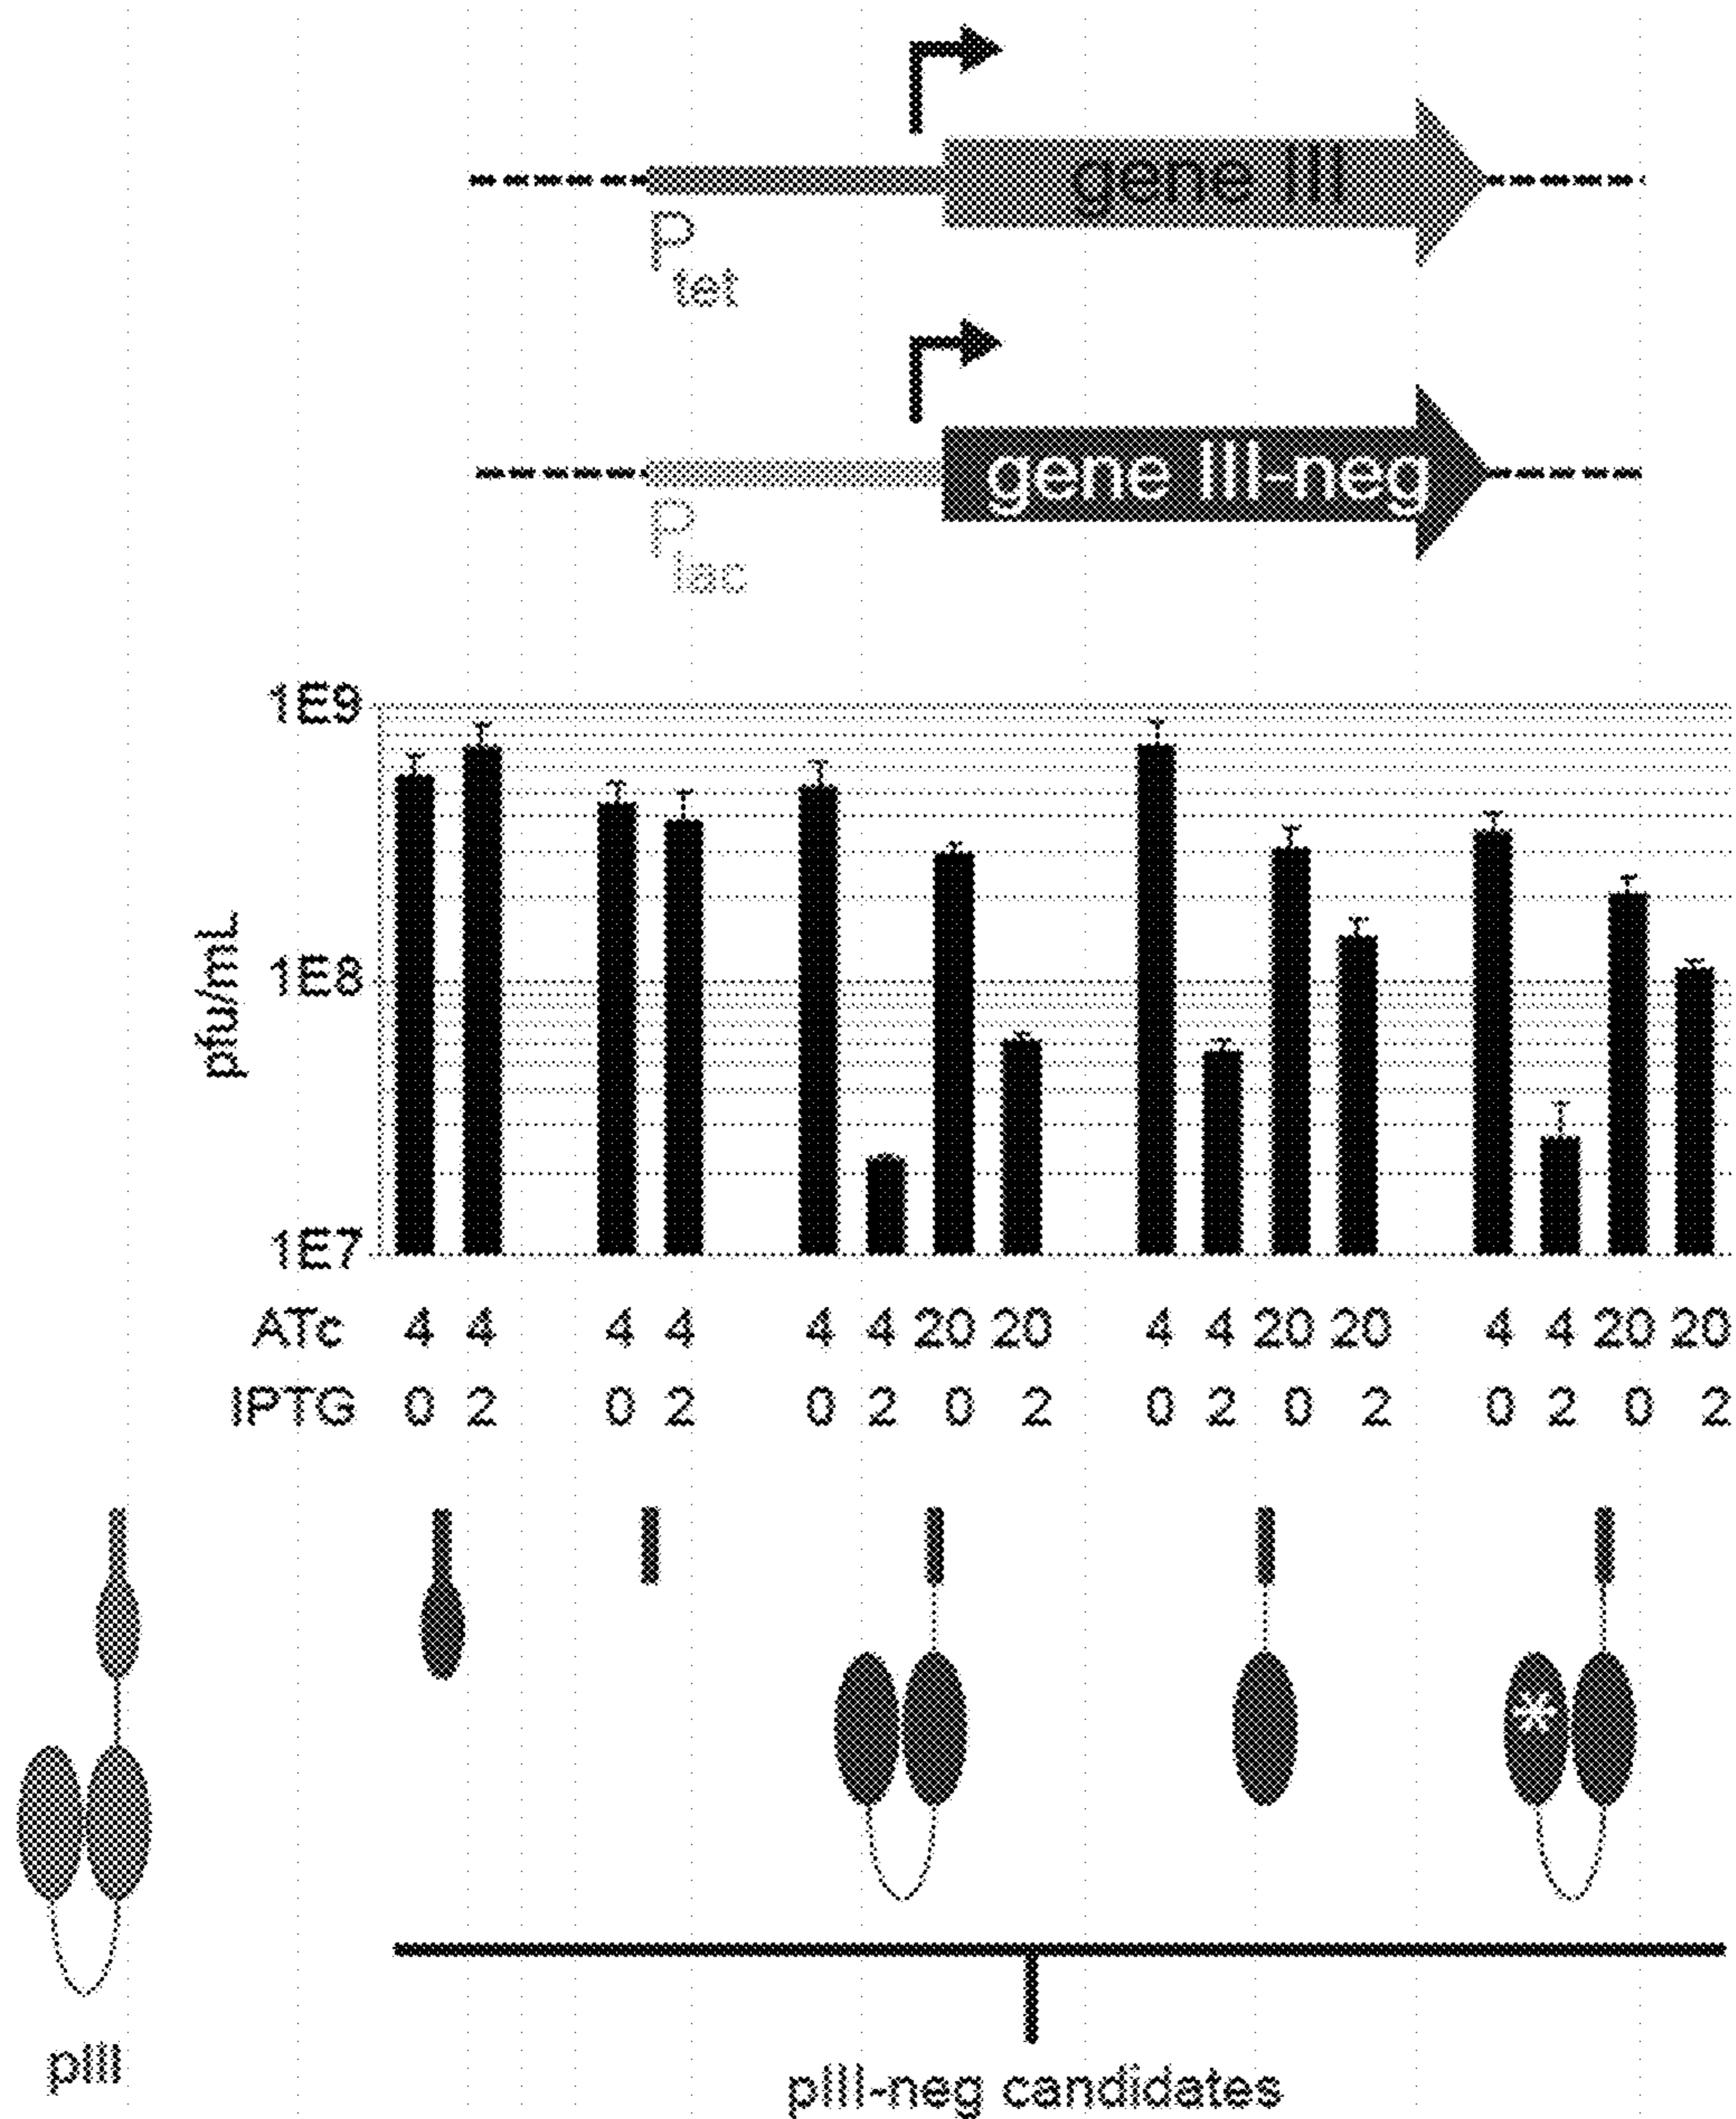 gene III
P tet
gene III-neg
P lac
1E9
1E8
1E7
pfu/mL
ATc 4 4 4 4 4 4 20 20 4 4 20 20 4 4 20 20
IPTG 0 2 0 2 0 2 0 2 0 2 0 2 0 2 0 2
*
pIII
pIII-neg candidates